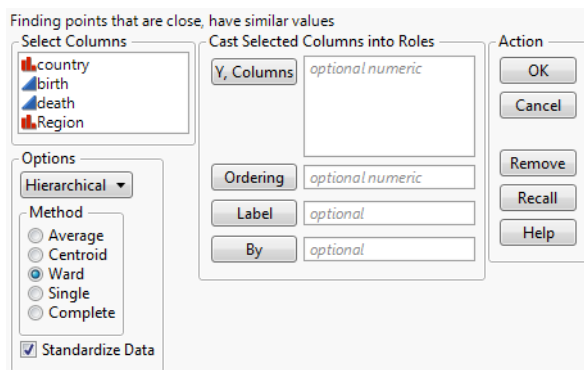 Finding points that are close, have similar values
Select Columns
country
birth
death
Region
Options
Hierarchical
Method
Average
Centroid
Ward
Single
Complete
Standardize Data
Cast Selected Columns into Roles
Y, Columns optional numeric
Ordering optional numeric
Label optional
By optional
Action
OK
Cancel
Remove
Recall
Help